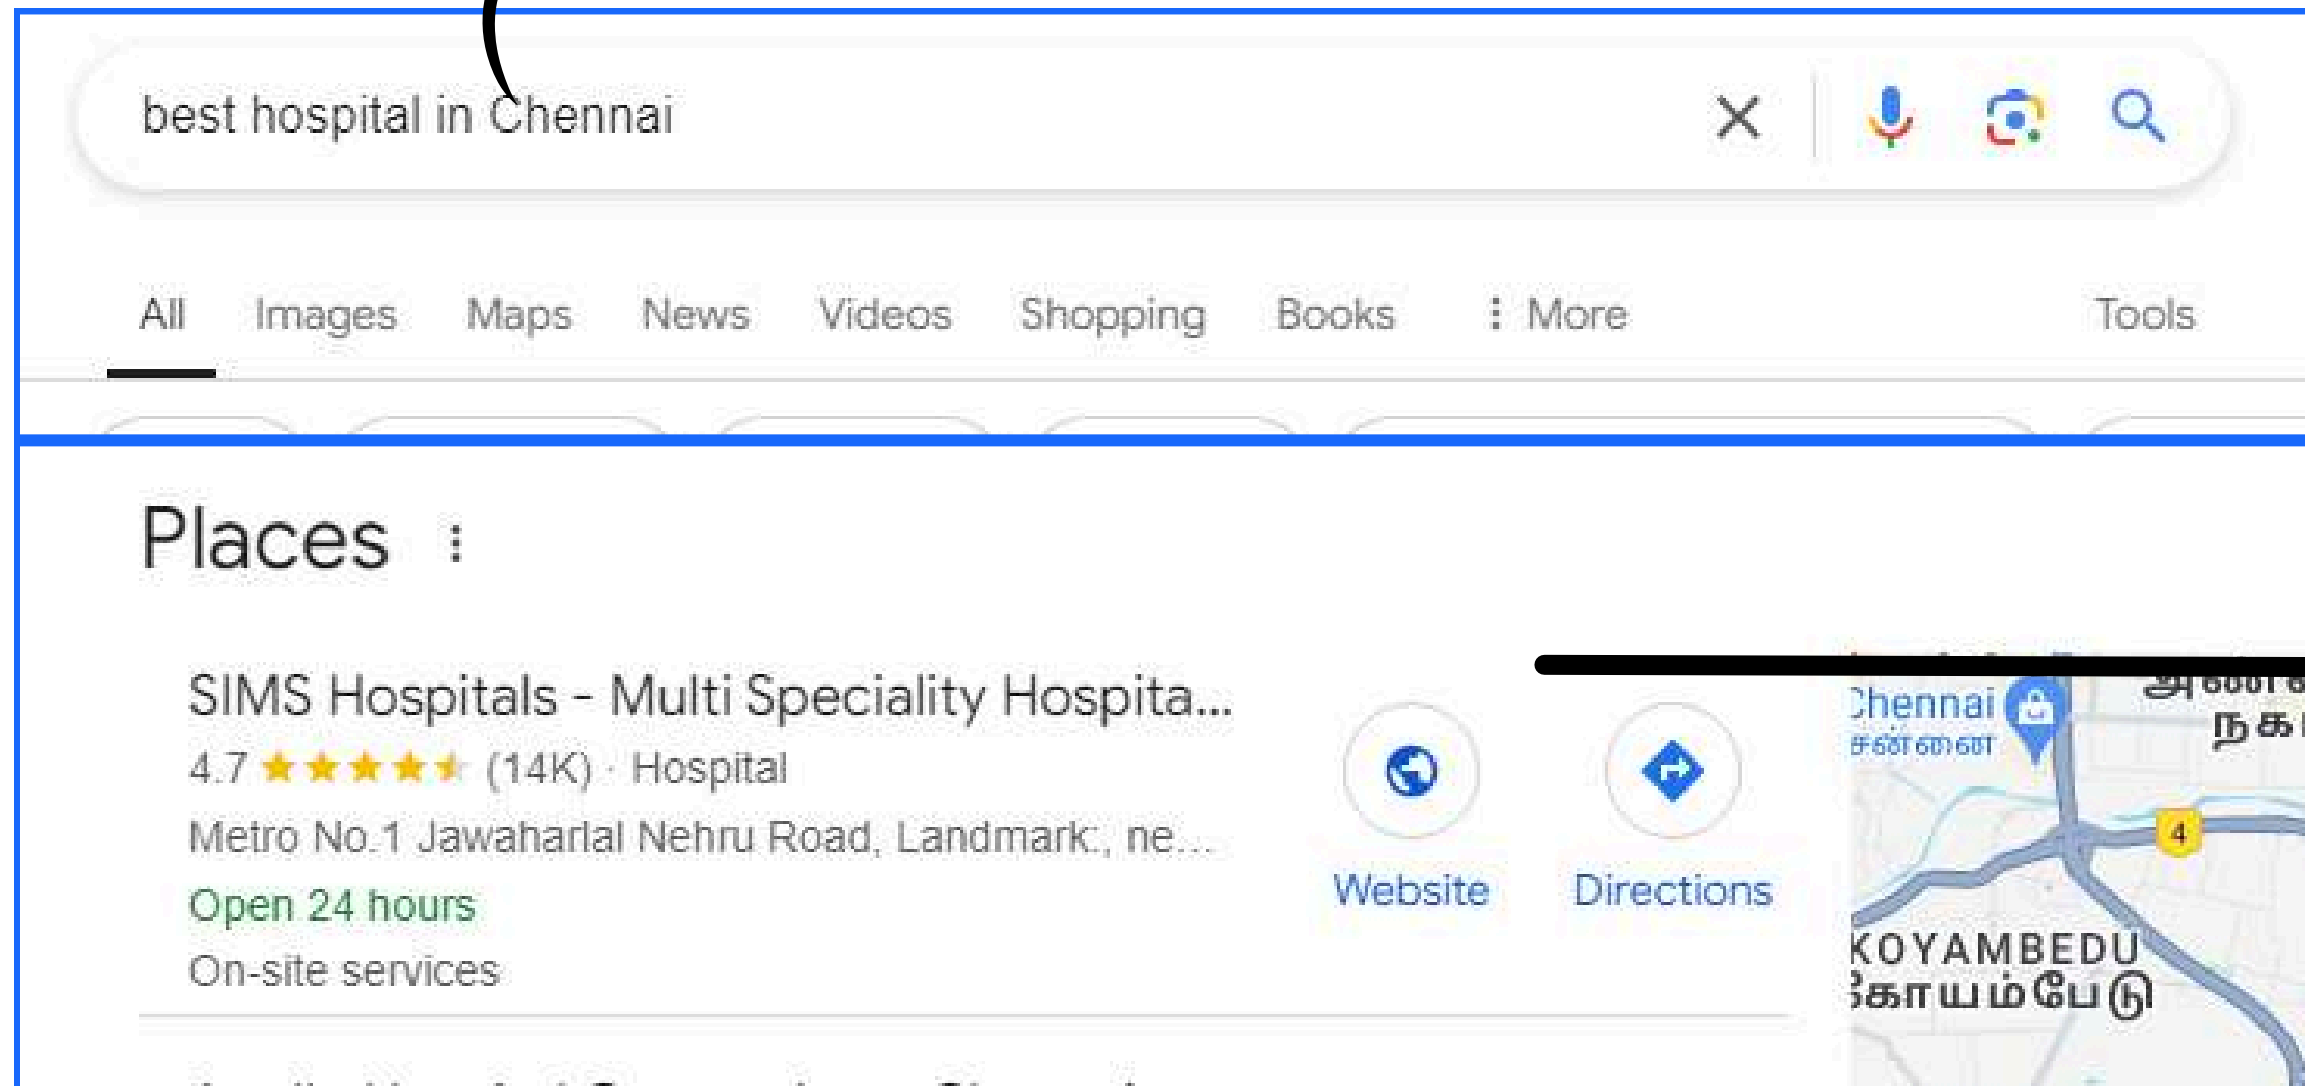 best hospital in Chennai
All Images Maps News Videos Shopping Books More Tools
Places
SIMS Hospitals - Multi Speciality Hospita...
4.7 (14K) · Hospital
Metro No.1 Jawaharlal Nehru Road, Landmark:, ne...
Open 24 hours
On-site services
Website Directions
Chennai
சென்னை
4
KOYAMBEDU
கோயம்பேடு